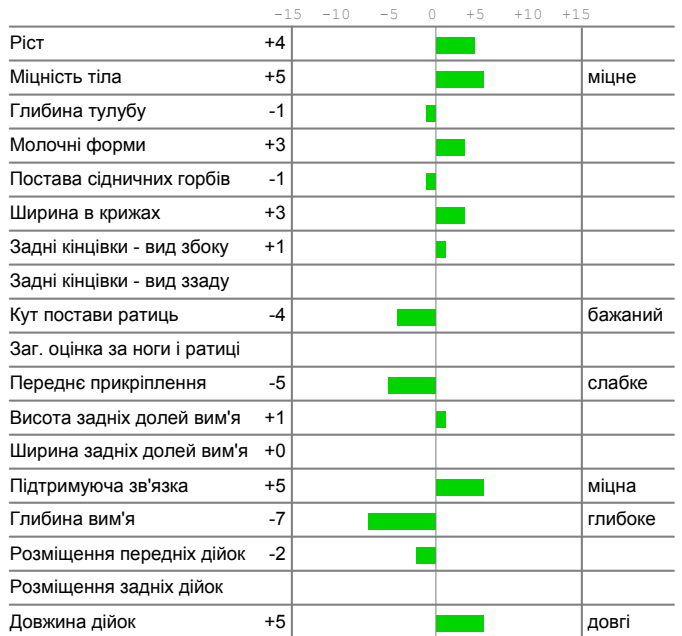 -15 -10 -5 0 +5 +10 +15
Ріст +4
Міцність тіла +5 міцне
Глибина тулубу -1
Молочні форми +3
Постава сідничних горбів -1
Ширина в крижах +3
Задні кінцівки - вид збоку +1
Задні кінцівки - вид ззаду
Кут постави ратиць -4 бажаний
Заг. оцінка за ноги і ратиці
Переднє прикріплення -5 слабке
Висота задніх долей вим'я +1
Ширина задніх долей вим'я +0
Підтримуюча зв'язка +5 міцна
Глибина вим'я -7 глибоке
Розміщення передніх дійок -2
Розміщення задніх дійок
Довжина дійок +5 довгі